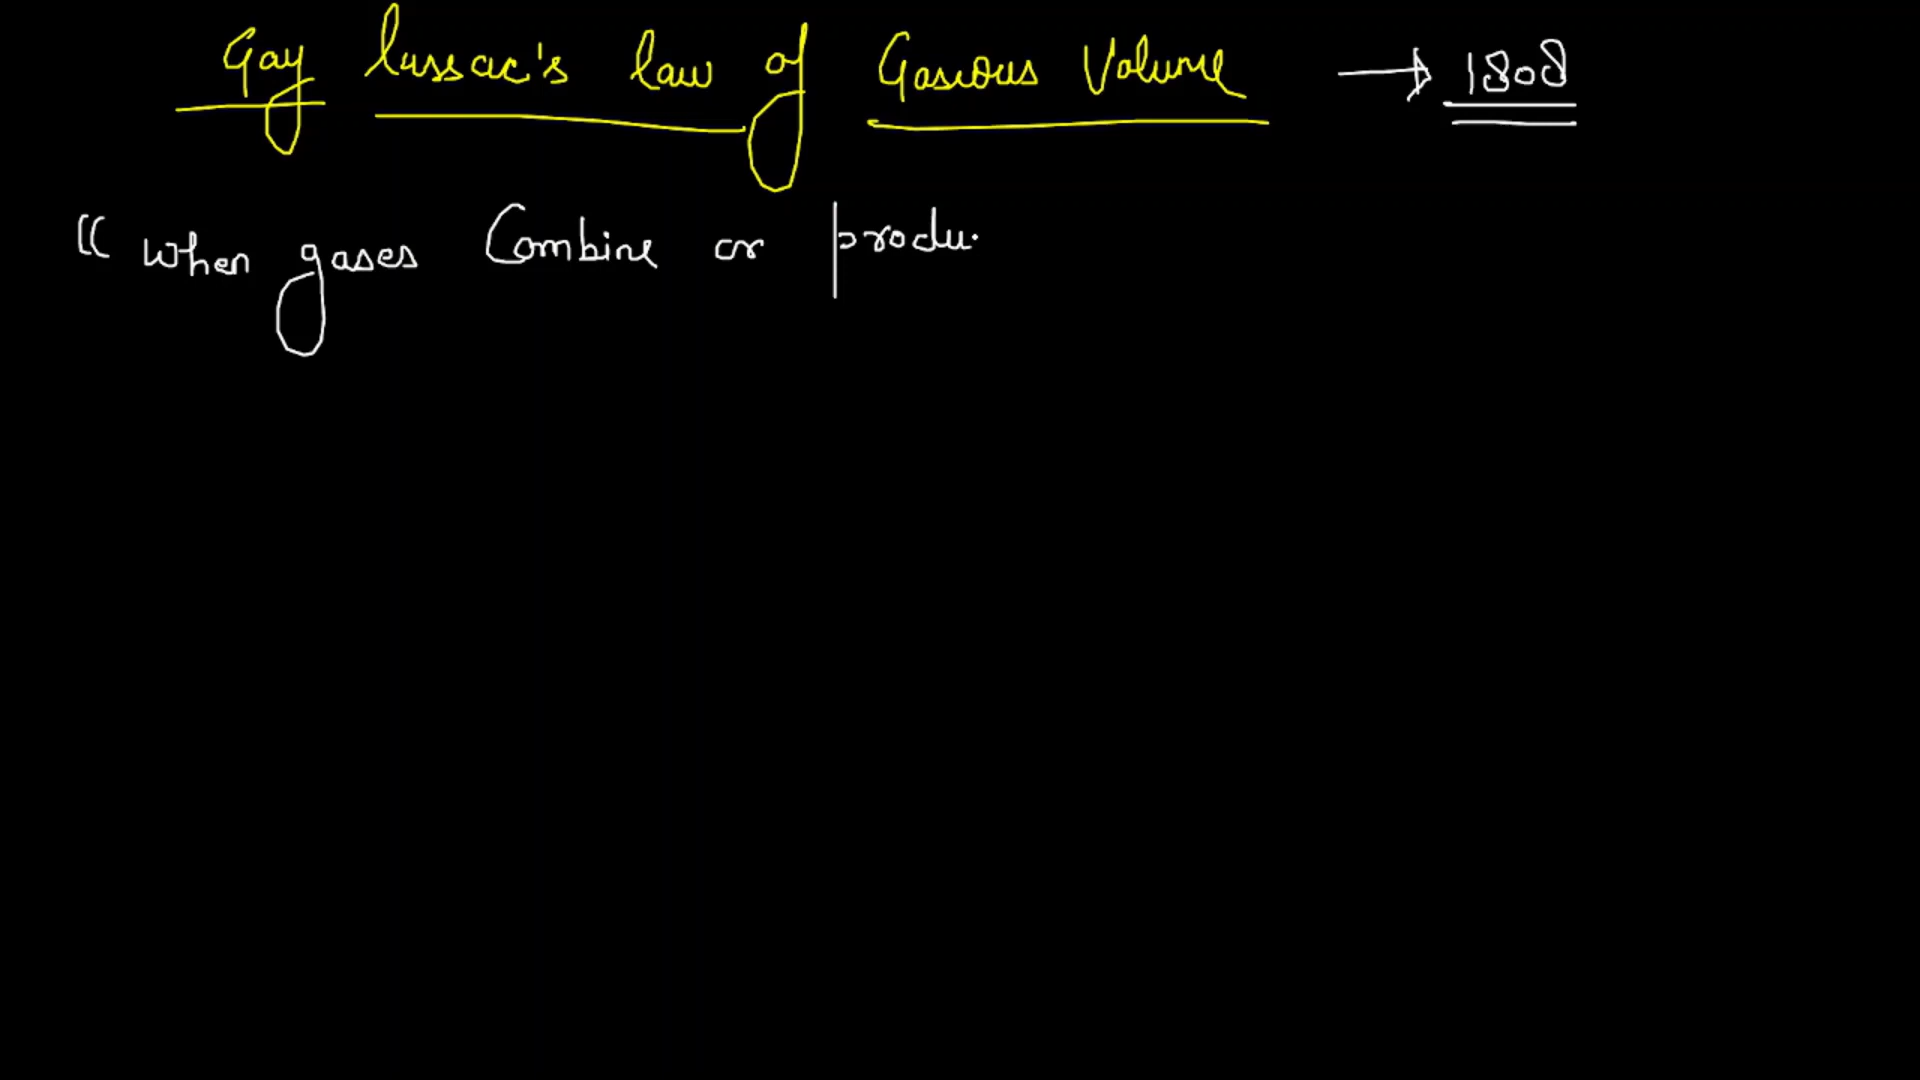 Gay lussac's law of Gaseous Volume → 1808
"When gases Combine or produ